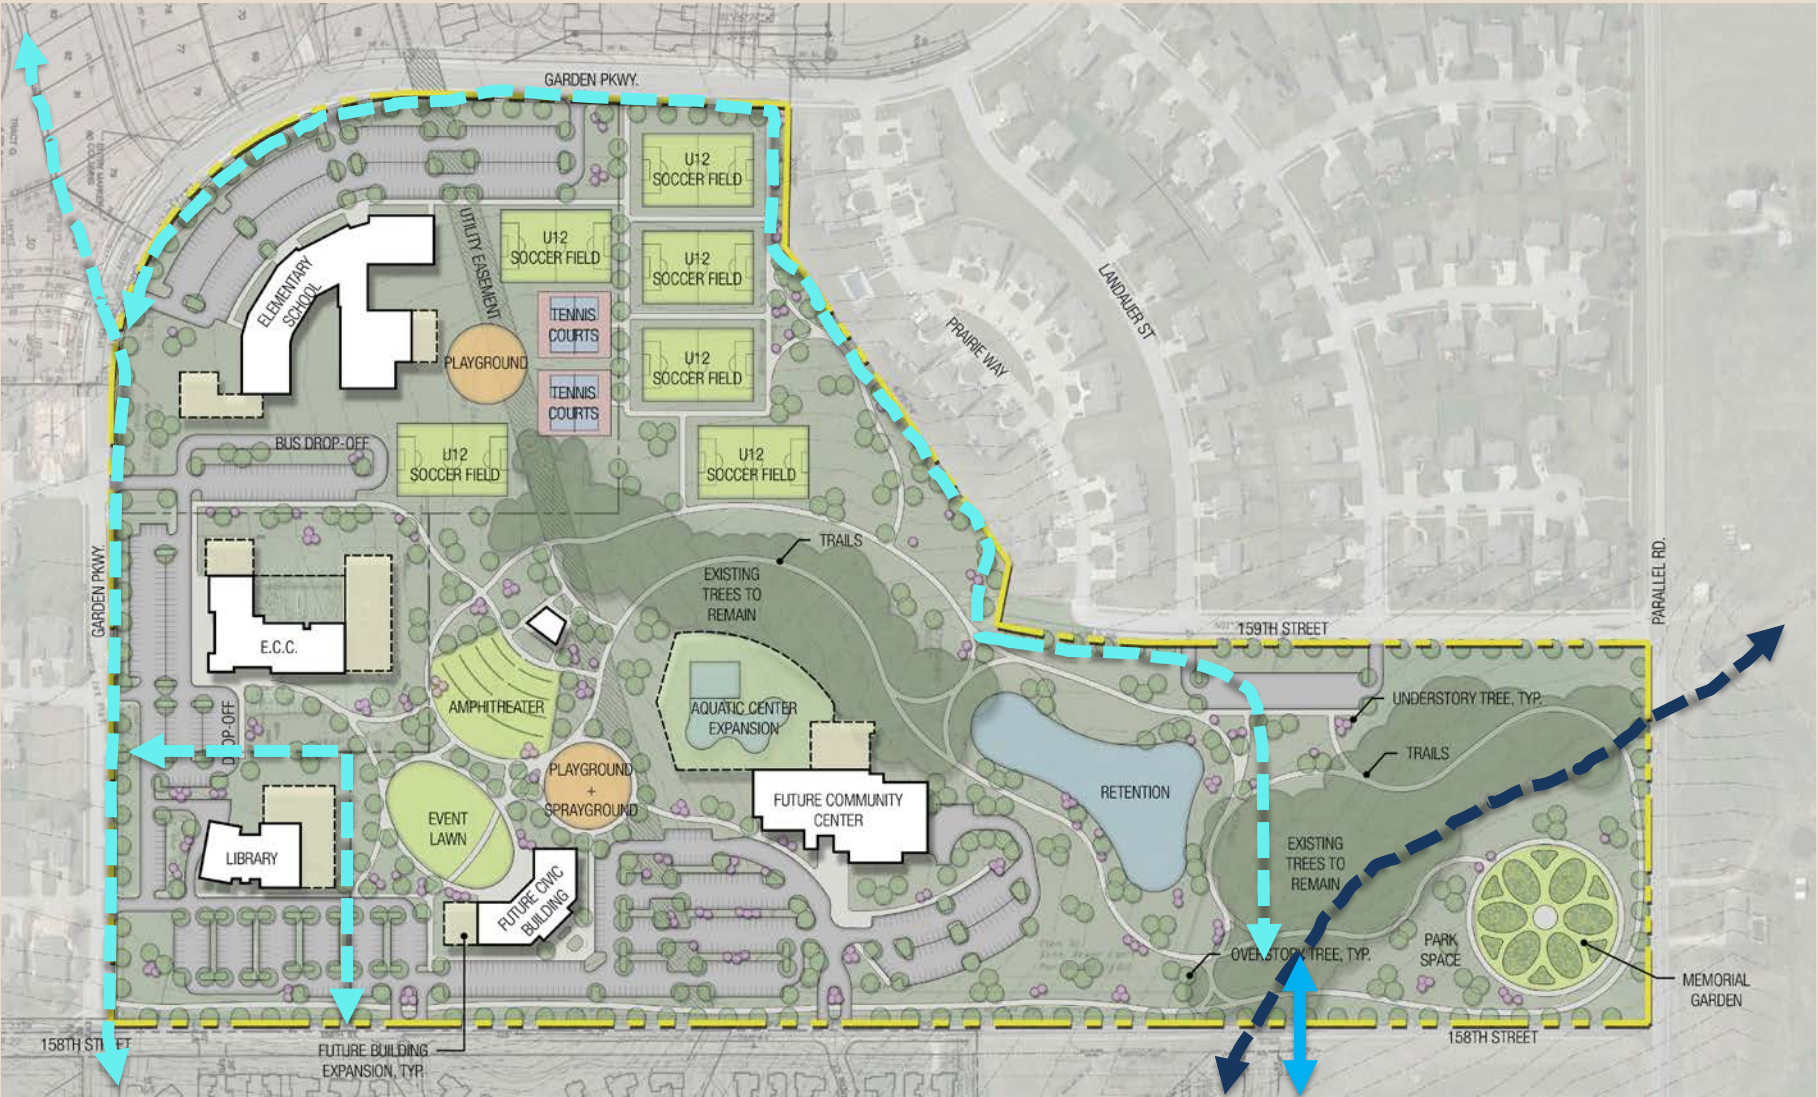 GARDEN PKWY.
U12
SOCCER FIELD
U12
SOCCER FIELD
U12
SOCCER FIELD
UTILITY EASEMENT
ELEMENTARY
SCHOOL
TENNIS
COURTS
LANDAUER ST
PRAIRIE WAY
PLAYGROUND
U12
SOCCER FIELD
TENNIS
COURTS
BUS DROP-OFF
U12
SOCCER FIELD
U12
SOCCER FIELD
TRAILS
GARDEN PKWY.
EXISTING
TREES TO
REMAIN
PARALLEL RD.
159TH STREET
E.C.C.
AMPHITHEATER
AQUATIC CENTER
EXPANSION
UNDERSTORY TREE, TYP.
DROP-OFF
TRAILS
PLAYGROUND
+
SPRAYGROUND
RETENTION
FUTURE COMMUNITY
CENTER
EVENT
LAWN
LIBRARY
EXISTING
TREES TO
REMAIN
FUTURE CIVIC
BUILDING
PARK
SPACE
OVERSTORY TREE, TYP.
MEMORIAL
GARDEN
158TH STREET
158TH STREET
FUTURE BUILDING
EXPANSION, TYP.